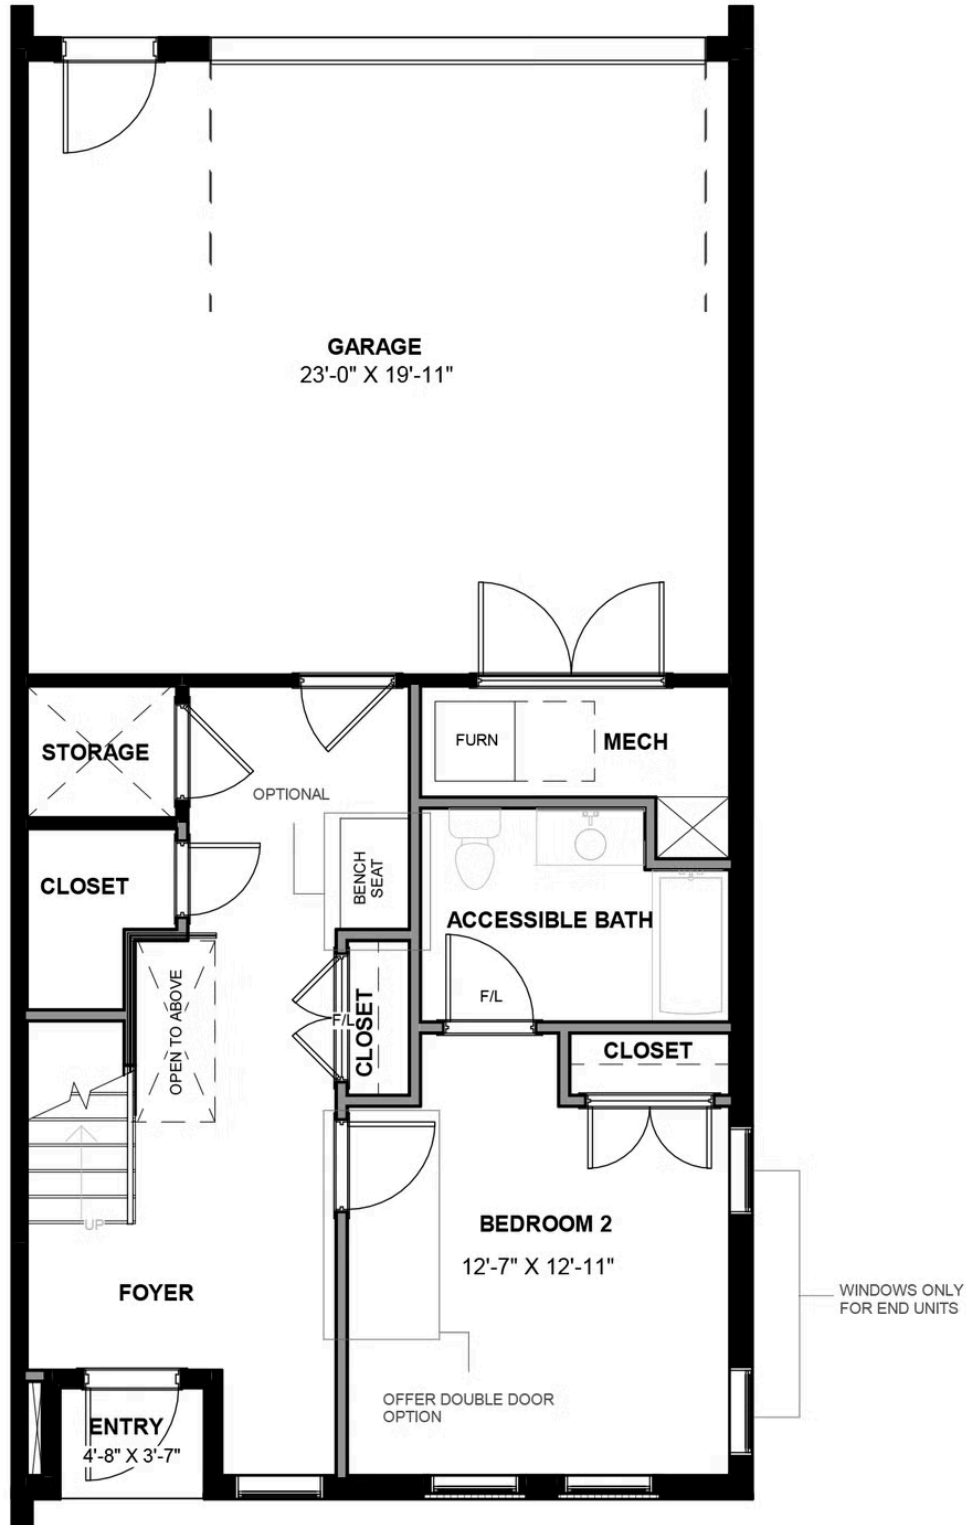 GARAGE
23'-0" X 19'-11"
STORAGE
FURN
MECH
OPTIONAL
CLOSET
BENCH
SEAT
ACCESSIBLE BATH
OPEN TO ABOVE
F/L
CLOSET
F/L
CLOSET
UP
BEDROOM 2
12'-7" X 12'-11"
FOYER
WINDOWS ONLY
FOR END UNITS
OFFER DOUBLE DOOR
OPTION
ENTRY
4'-8" X 3'-7"